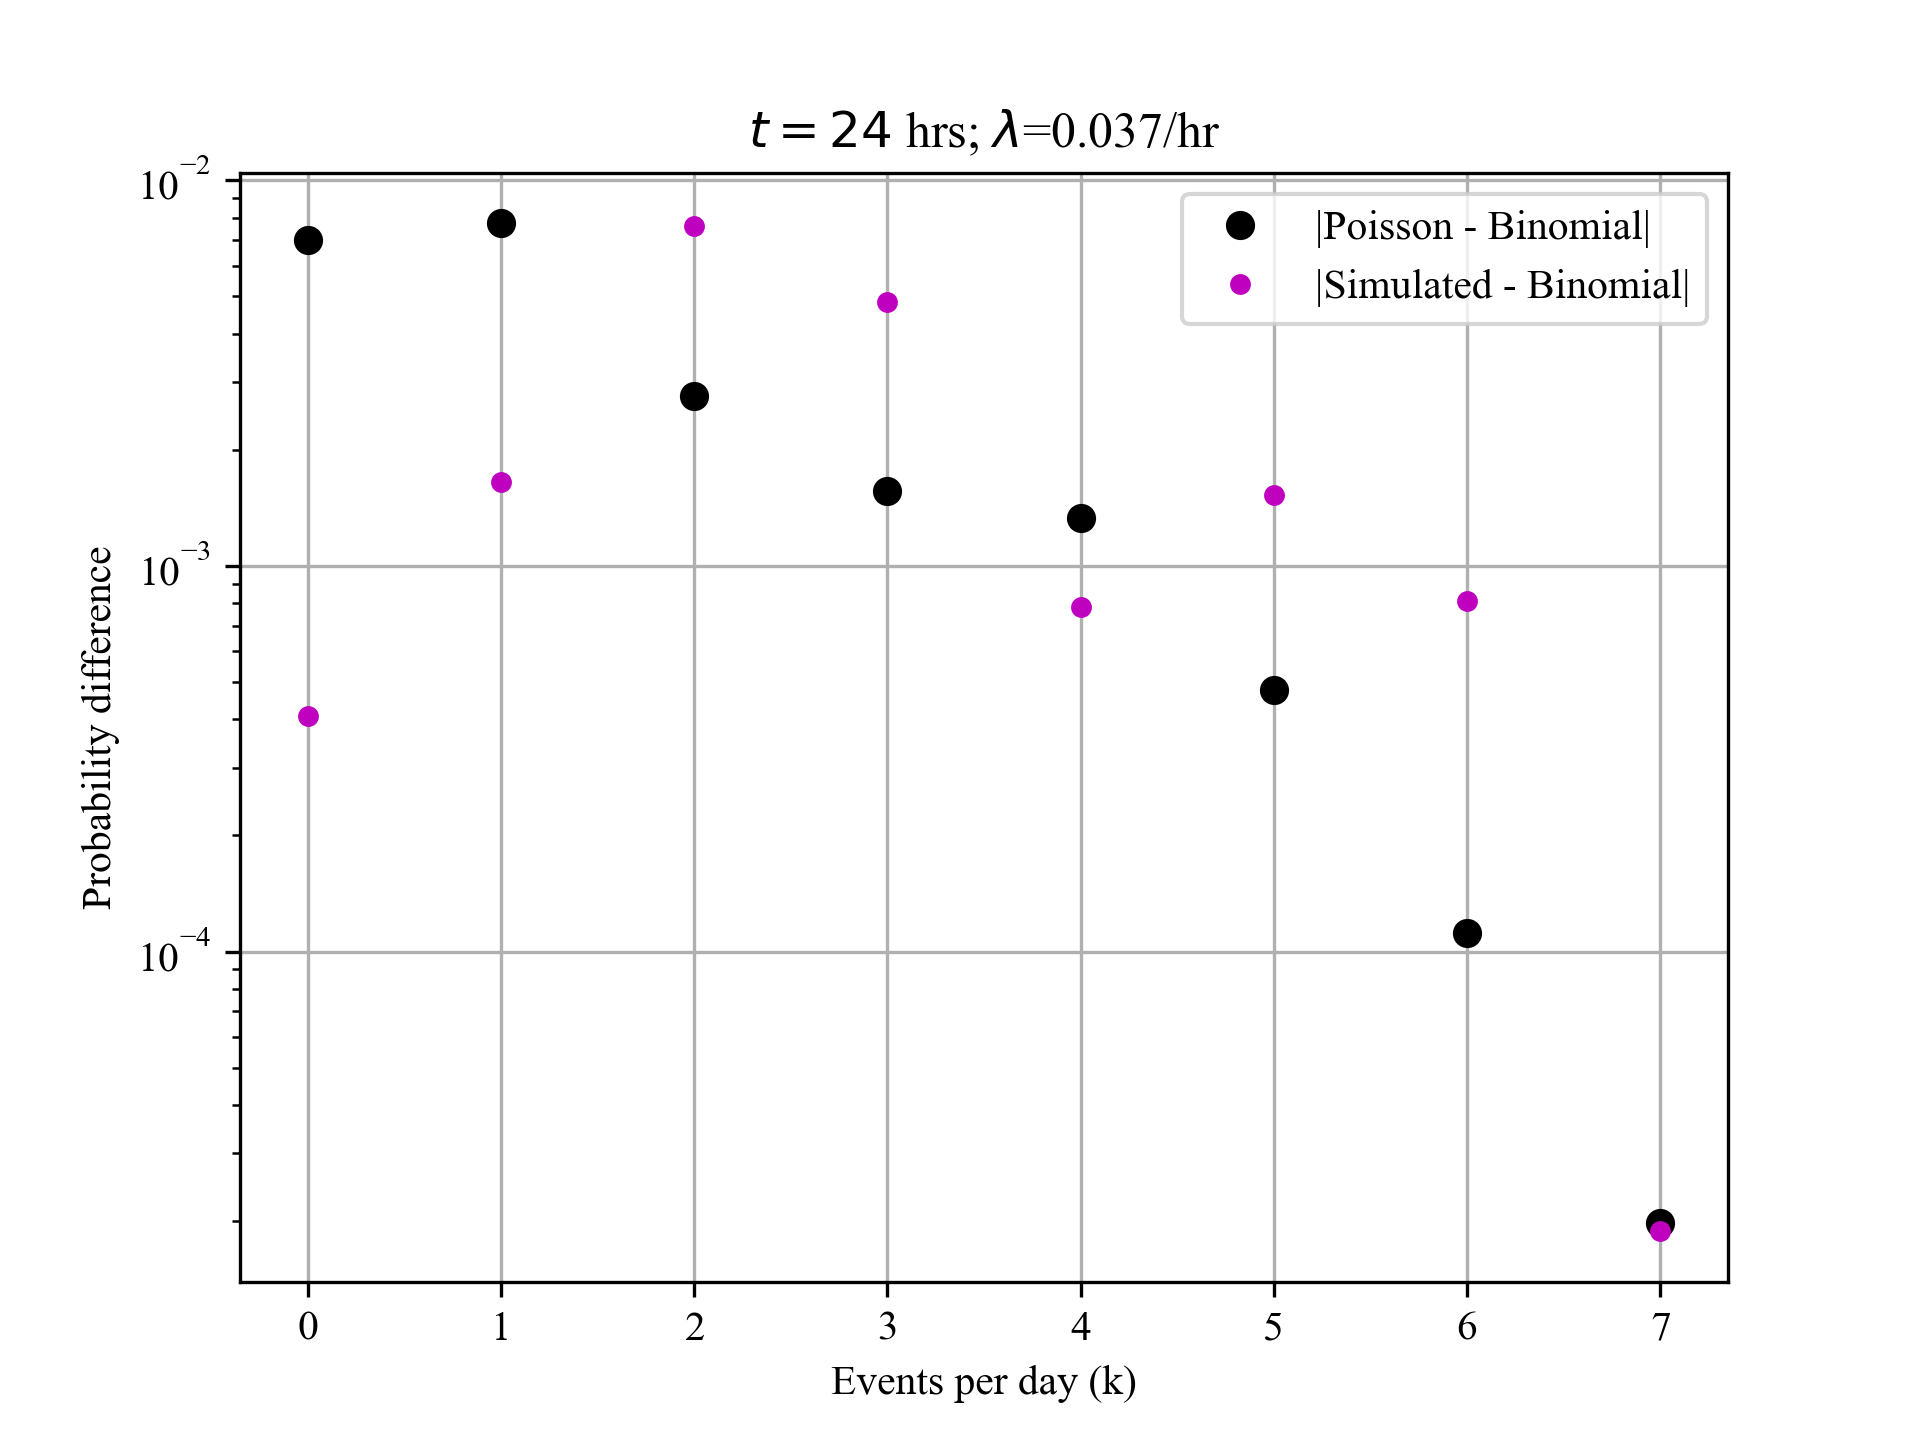 t = 24 hrs; λ=0.037/hr
|Poisson - Binomial|
|Simulated - Binomial|
Probability difference
10⁻²
10⁻³
10⁻⁴
0 1 2 3 4 5 6 7
Events per day (k)